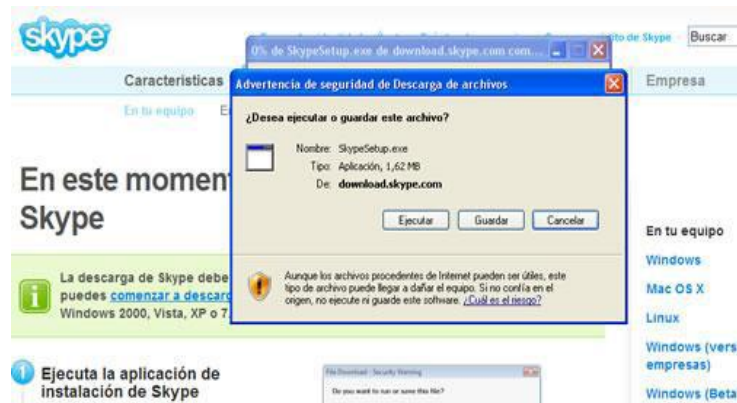 skype
to de Skype
Buscar
0% de SkypeSetup.exe de download.skype.com com...
Características
Empresa
En tu equipo
E
Advertencia de seguridad de Descarga de archivos
¿Desea ejecutar o guardar este archivo?
Nombre: SkypeSetup.exe
Tipo: Aplicación, 1,62 MB
De: download.skype.com
Ejecutar
Guardar
Cancelar
Aunque los archivos procedentes de Internet pueden ser útiles, este
tipo de archivo puede llegar a dañar el equipo. Si no confía en el
origen, no ejecute ni guarde este software. ¿Cuál es el riesgo?
En este momen
Skype
La descarga de Skype debe
puedes comenzar a descarg
Windows 2000, Vista, XP o 7.
1
Ejecuta la aplicación de
instalación de Skype
File Download - Security Warning
Do you want to run or save this file?
En tu equipo
Windows
Mac OS X
Linux
Windows (vers
empresas)
Windows (Beta